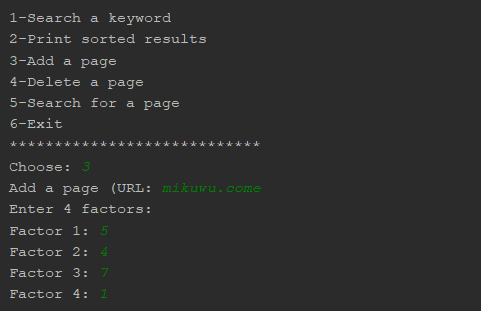 1-Search a keyword
2-Print sorted results
3-Add a page
4-Delete a page
5-Search for a page
6-Exit
****************************
Choose: 3
Add a page (URL: mikuwu.come
Enter 4 factors:
Factor 1: 5
Factor 2: 4
Factor 3: 7
Factor 4: 1